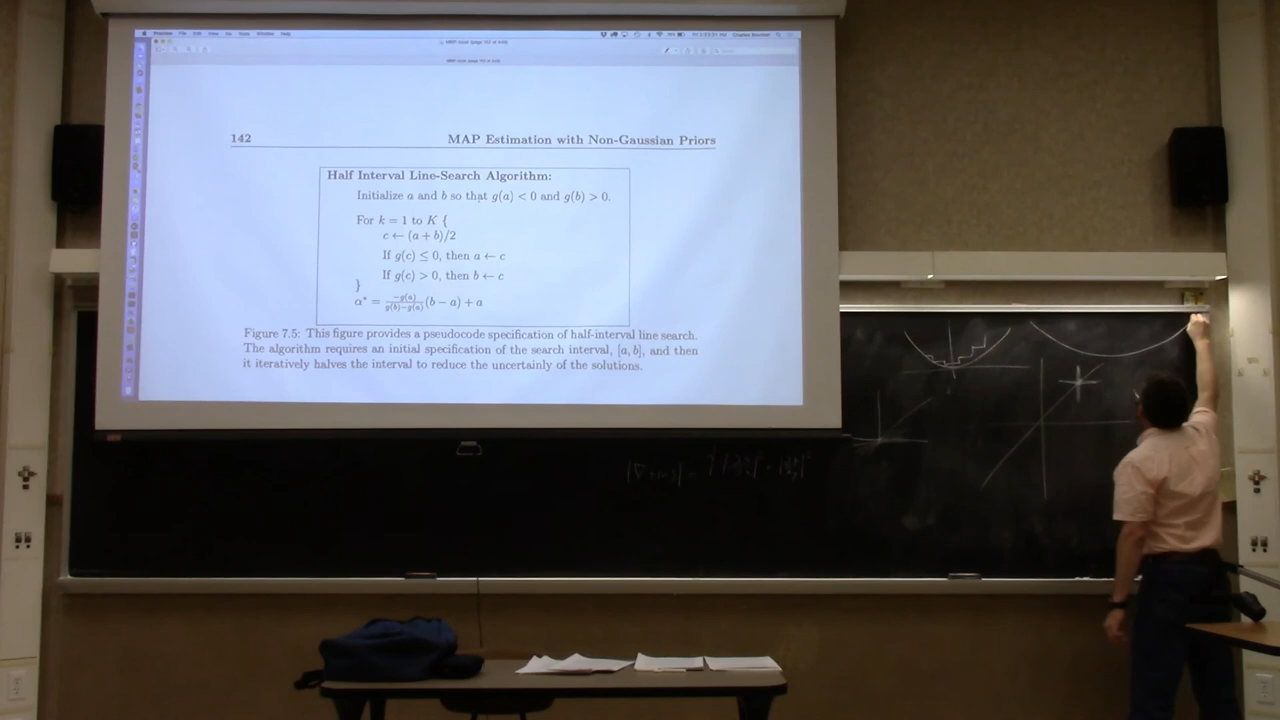 142 MAP Estimation with Non-Gaussian Priors
Half Interval Line-Search Algorithm:
Initialize a and b so that g(a) < 0 and g(b) > 0.
For k = 1 to K {
c ← (a + b)/2
If g(c) ≤ 0, then a ← c
If g(c) > 0, then b ← c
}
α* = −g(a)/(g(b)−g(a)) (b − a) + a
Figure 7.5: This figure provides a pseudocode specification of half-interval line search.
The algorithm requires an initial specification of the search interval, [a, b], and then
it iteratively halves the interval to reduce the uncertainly of the solutions.